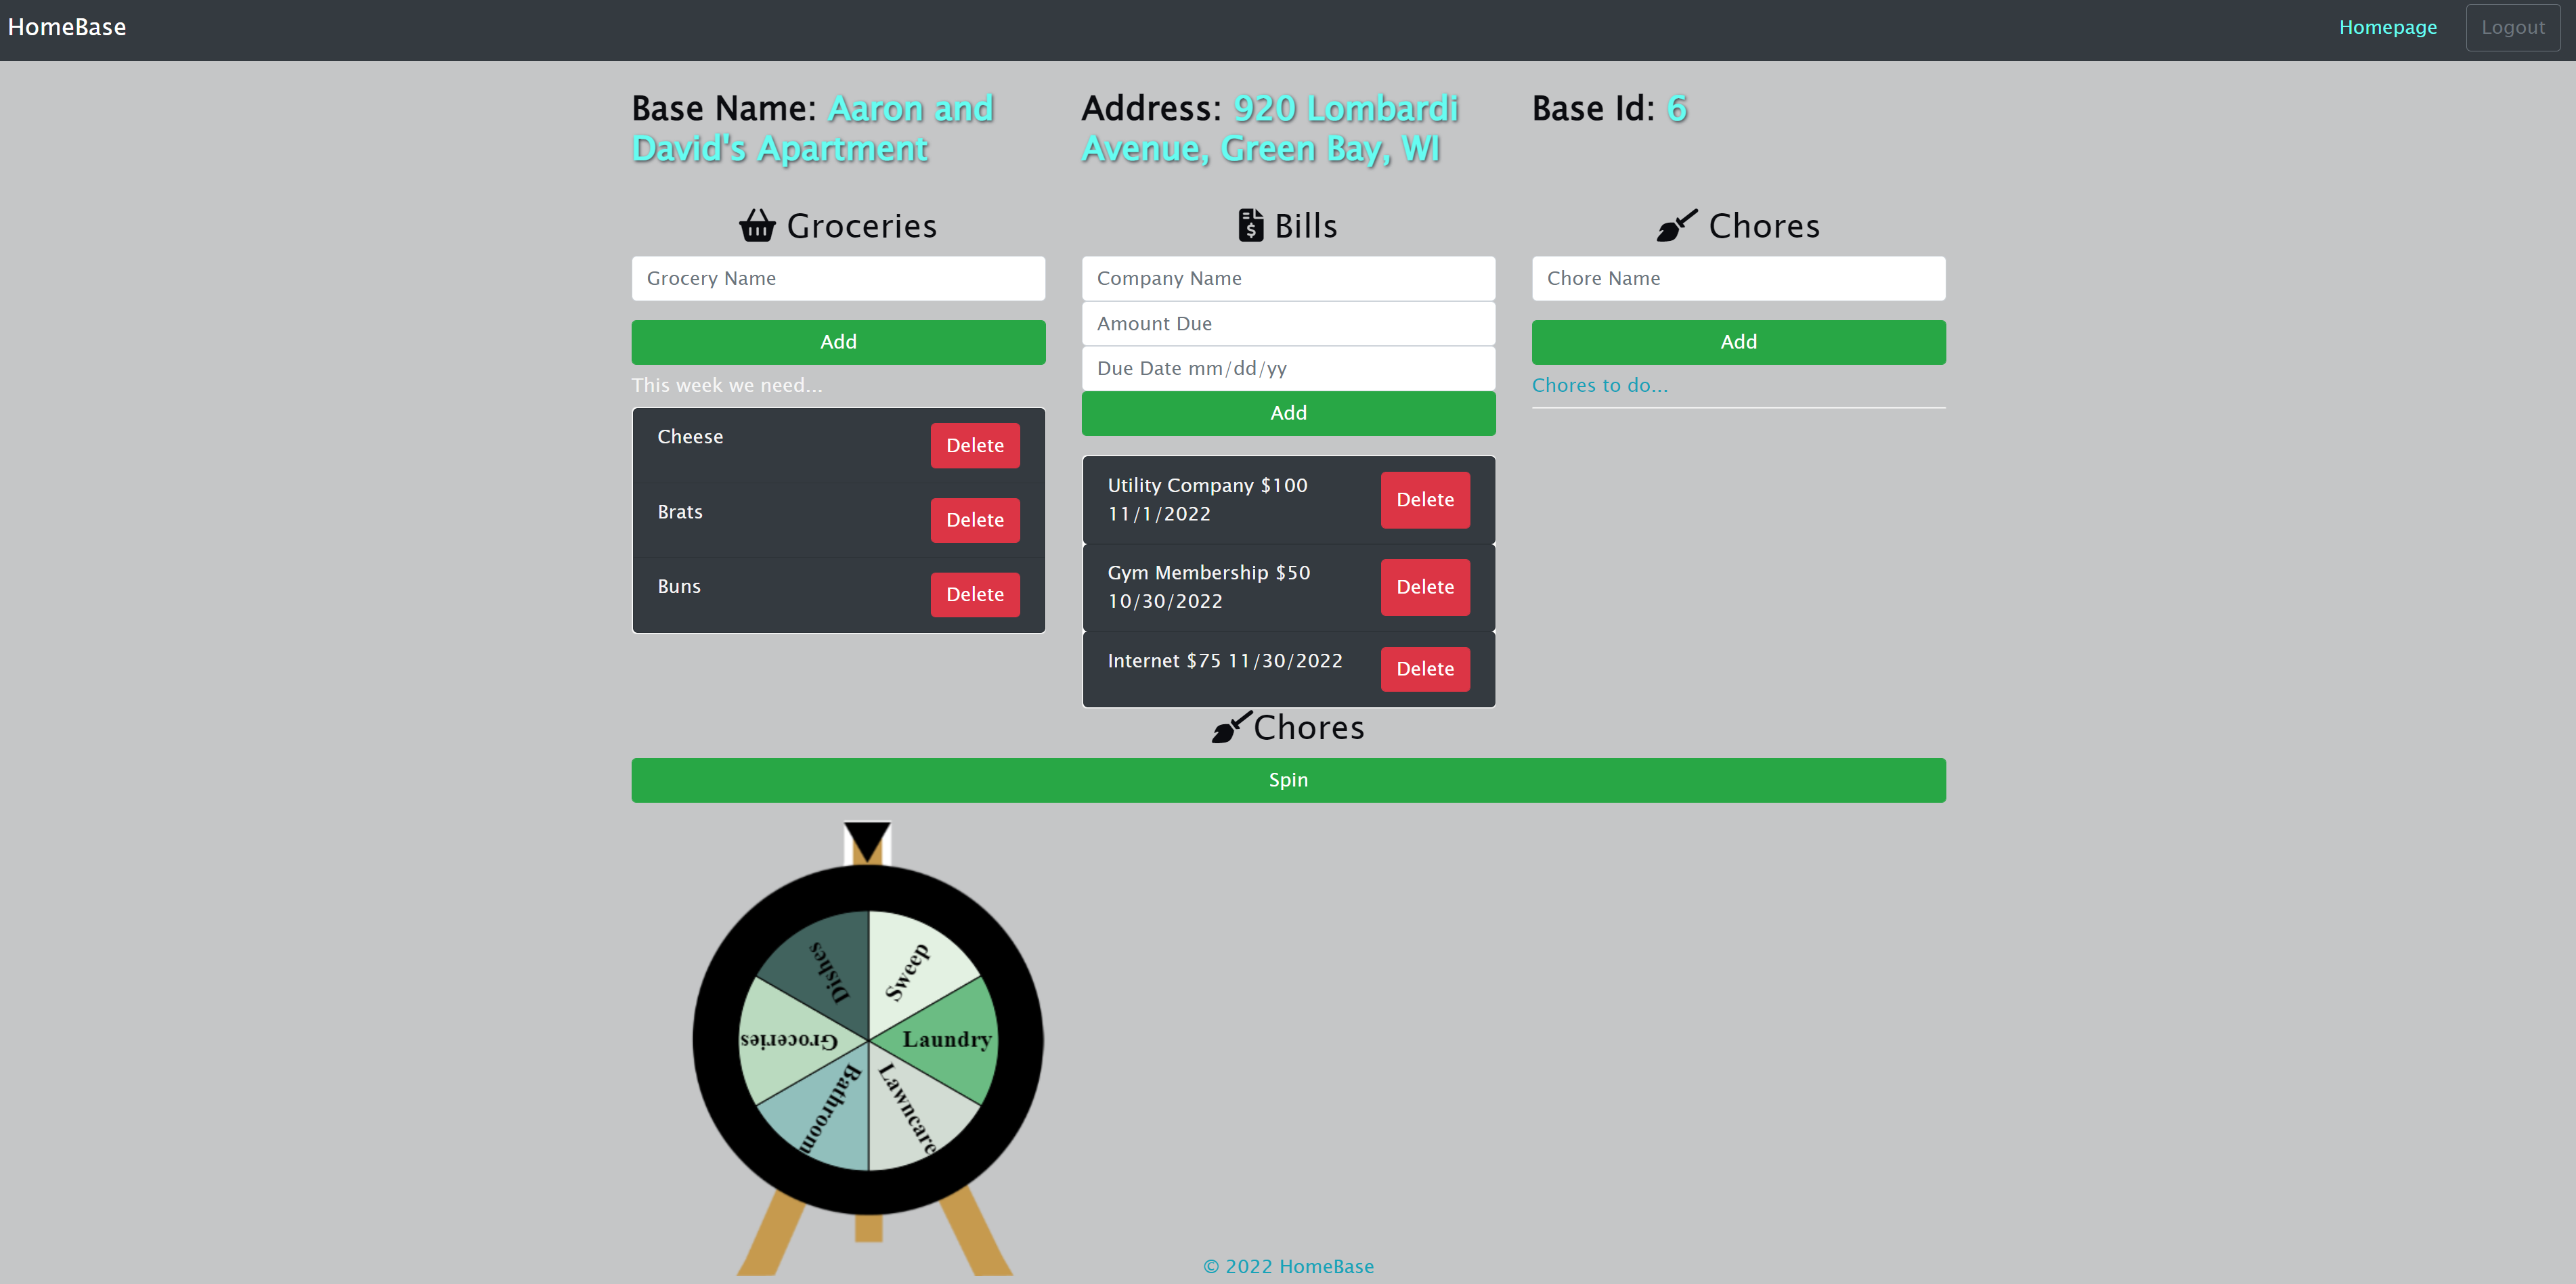 HomeBase
Homepage
Logout
Base Name: Aaron and
David's Apartment
Address: 920 Lombardi
Avenue, Green Bay, WI
Base Id: 6
Groceries
Grocery Name
Add
This week we need...
Cheese
Delete
Brats
Delete
Buns
Delete
Bills
Company Name
Amount Due
Due Date mm/dd/yy
Add
Utility Company $100
11/1/2022
Delete
Gym Membership $50
10/30/2022
Delete
Internet $75 11/30/2022
Delete
Chores
Chore Name
Add
Chores to do...
Chores
Spin
Sweep
Laundry
Lawncare
Bathroom
Groceries
Dishes
© 2022 HomeBase